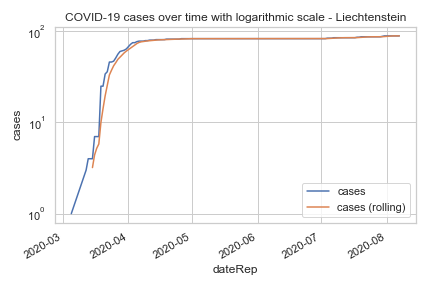 COVID-19 cases over time with logarithmic scale - Liechtenstein
10²
10¹
10⁰
cases
cases
cases (rolling)
2020-03
2020-04
2020-05
2020-06
2020-07
2020-08
dateRep